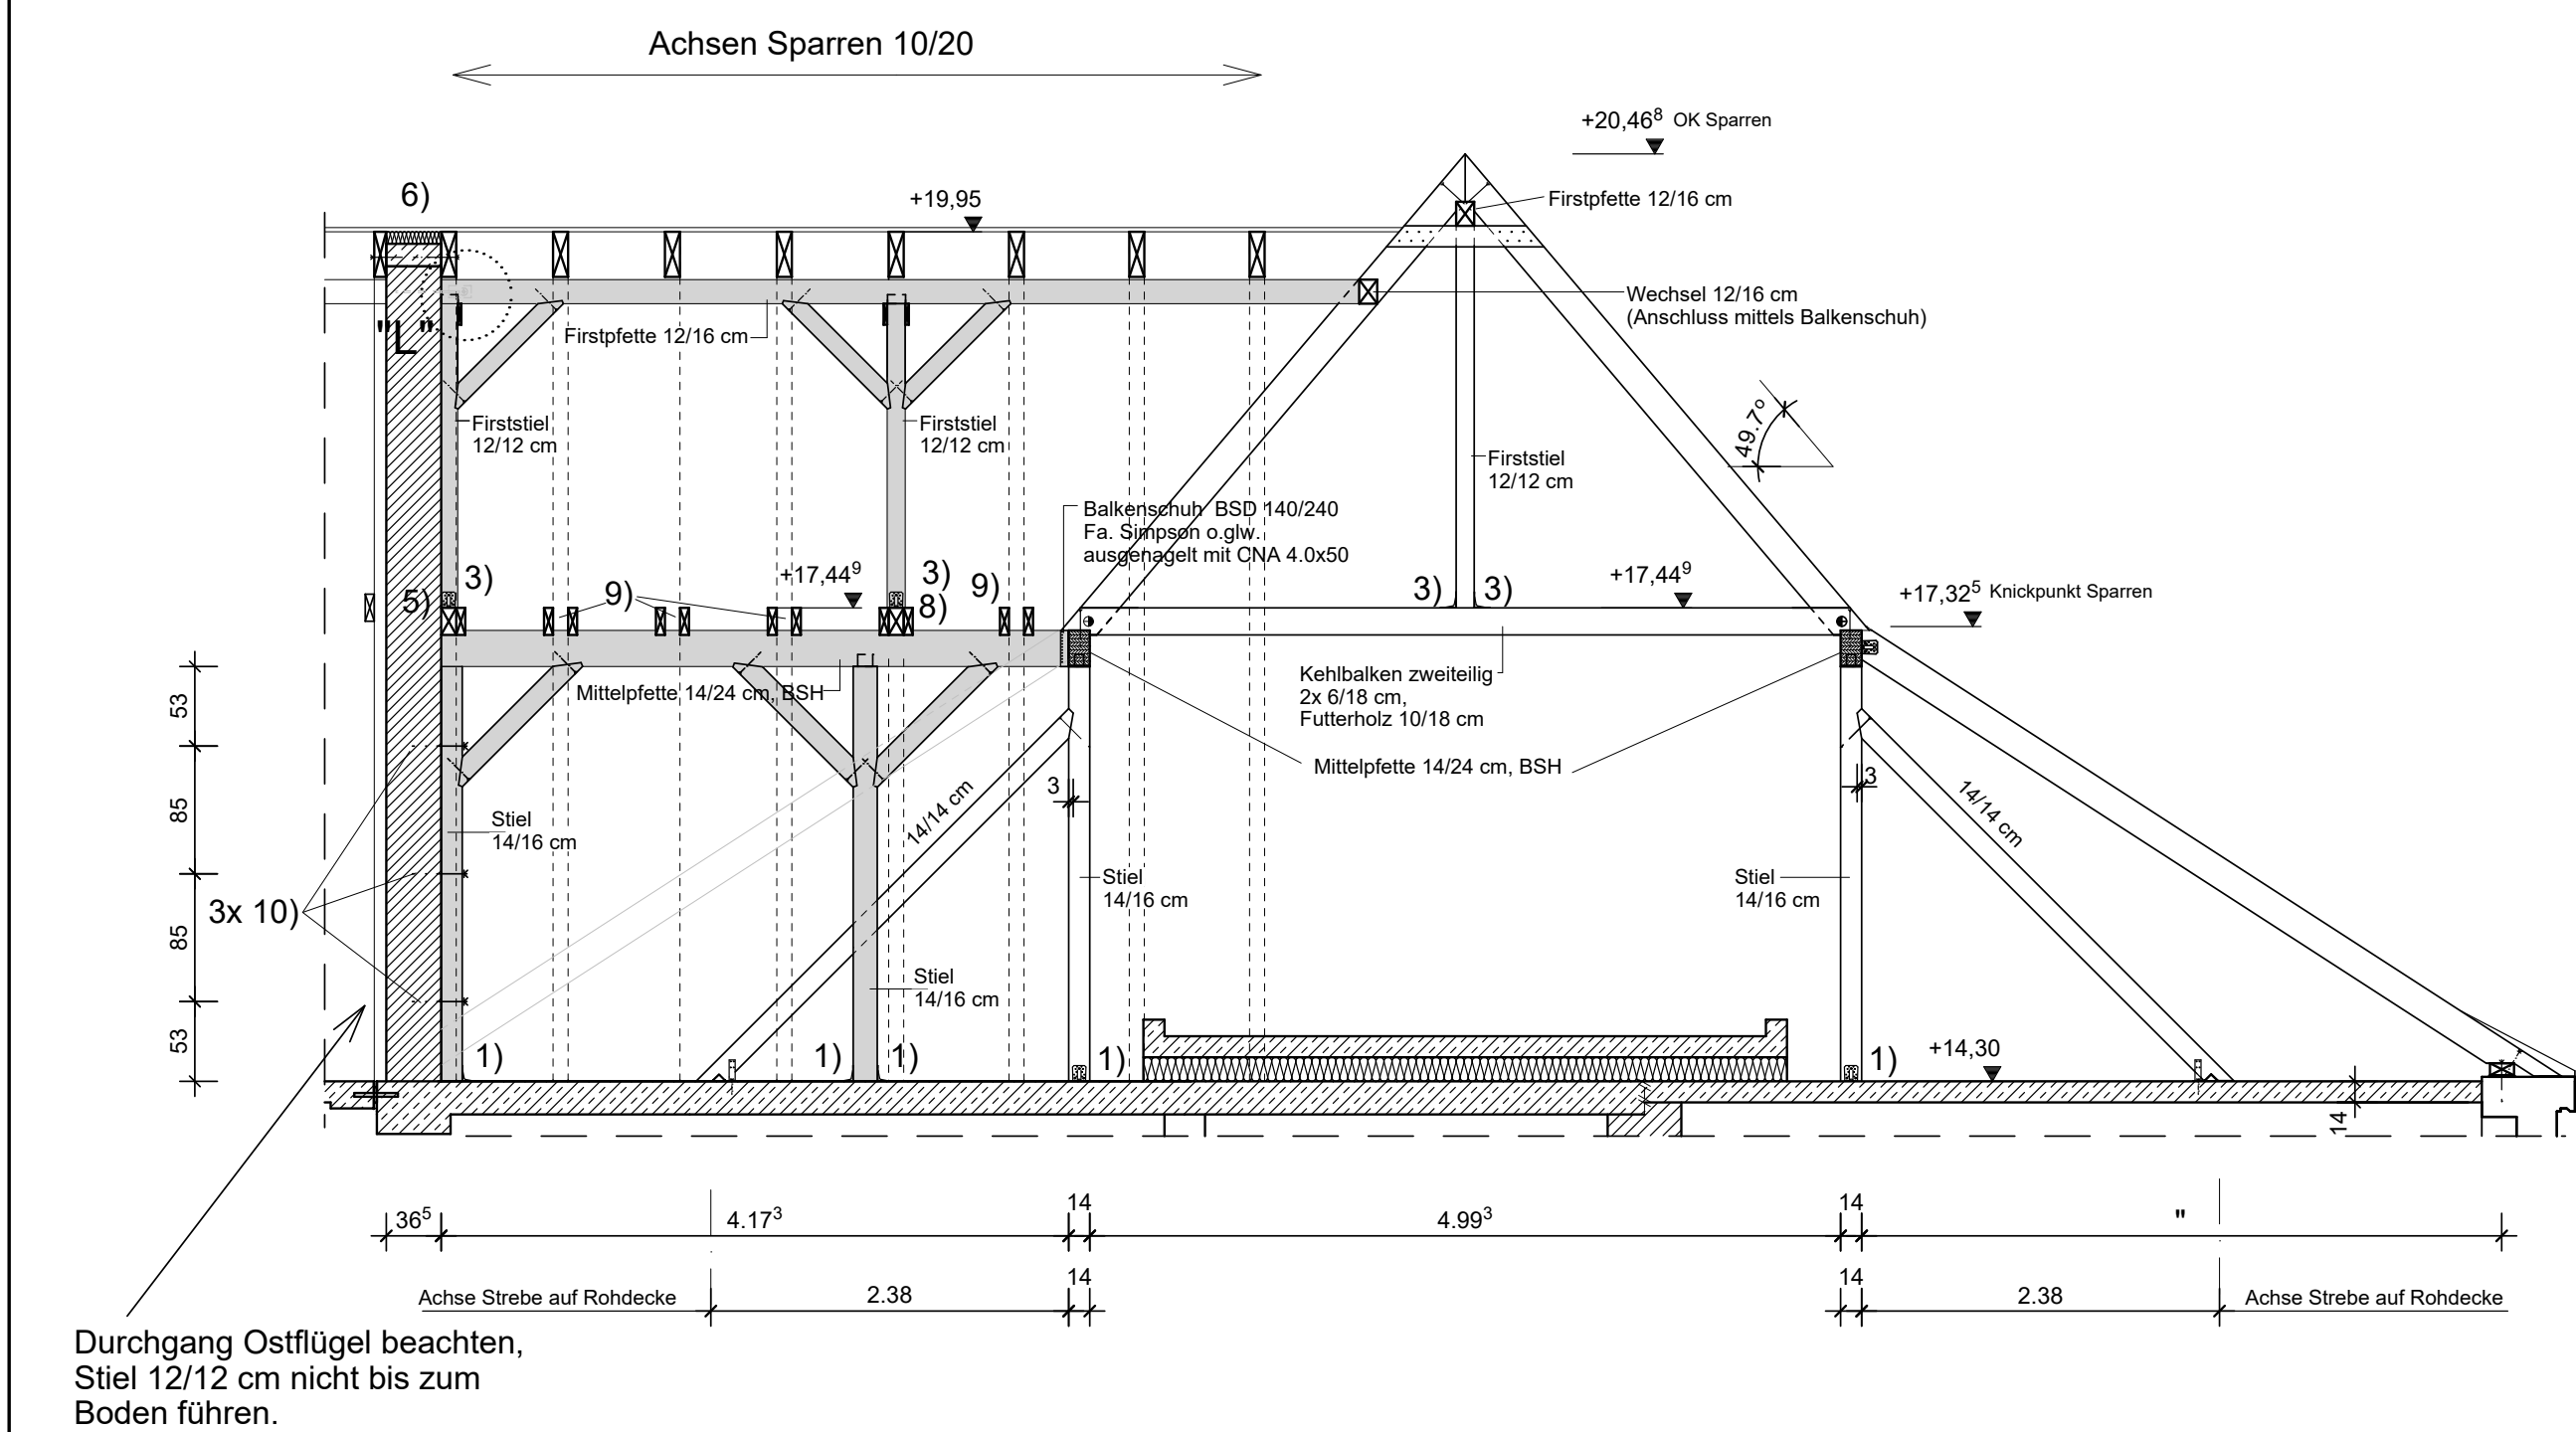 Achsen Sparren 10/20
+20,46⁸ OK Sparren
6)
+19,95
Firstpfette 12/16 cm
Wechsel 12/16 cm
(Anschluss mittels Balkenschuh)
"L"
Firstpfette 12/16 cm
49.7°
Firststiel
12/12 cm
Firststiel
12/12 cm
Firststiel
12/12 cm
Balkenschuh BSD 140/240
Fa. Simpson o.glw.
ausgenagelt mit CNA 4.0x50
5)
3)
9)
+17,44⁹
3)
8)
9)
3)
3)
+17,44⁹
+17,32⁵ Knickpunkt Sparren
Mittelpfette 14/24 cm, BSH
Kehlbalken zweiteilig
2x 6/18 cm,
Futterholz 10/18 cm
Mittelpfette 14/24 cm, BSH
53
85
85
53
3
3
14/14 cm
14/14 cm
Stiel
14/16 cm
Stiel
14/16 cm
Stiel
14/16 cm
3x 10)
Stiel
14/16 cm
1)
1)
1)
1)
1)
+14,30
14
36⁵
4.17³
14
4.99³
14
"
Achse Strebe auf Rohdecke
2.38
14
14
2.38
Achse Strebe auf Rohdecke
Durchgang Ostflügel beachten,
Stiel 12/12 cm nicht bis zum
Boden führen.